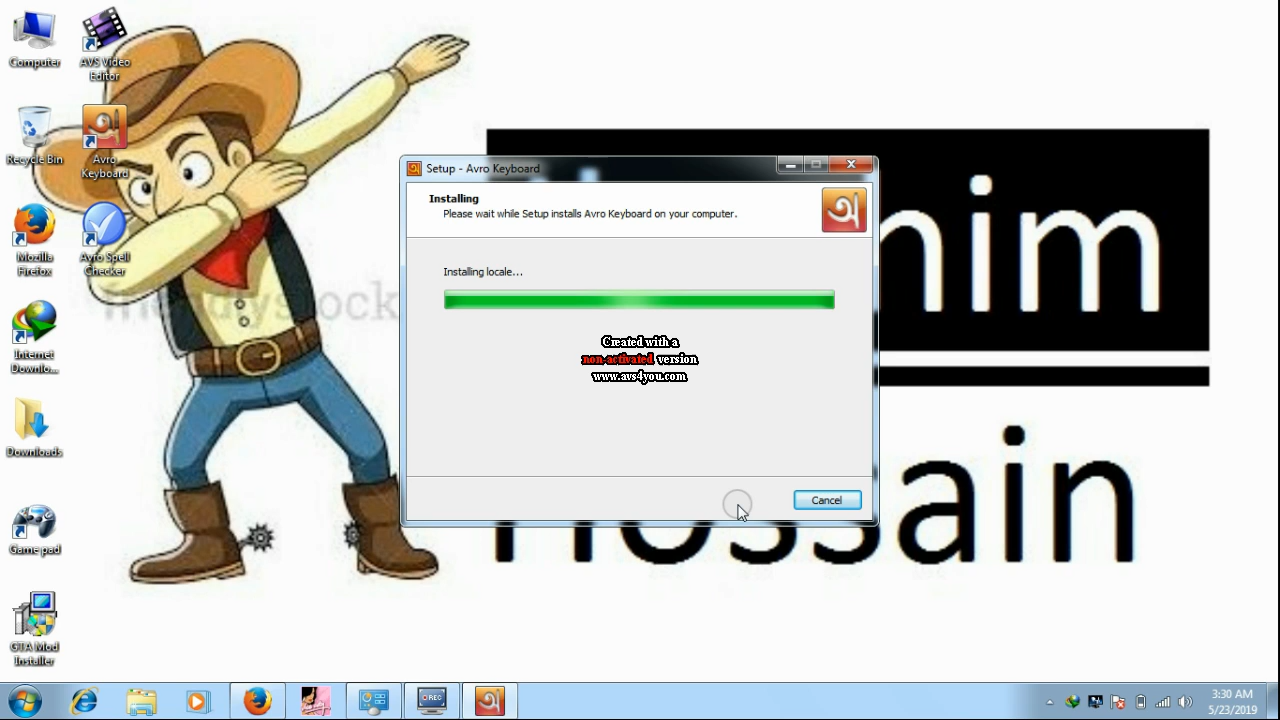 Computer
AVS Video
Editor
Recycle Bin
Avro
Keyboard
Mozilla
Firefox
Avro Spell
Checker
Internet
Downlo...
Downloads
Game pad
GTA Mod
Installer
Setup - Avro Keyboard
Installing
Please wait while Setup installs Avro Keyboard on your computer.
অ
Installing locale...
Created with a
non-activated version
www.avs4you.com
Cancel
him
Hossain
REC
3:30 AM
5/23/2019